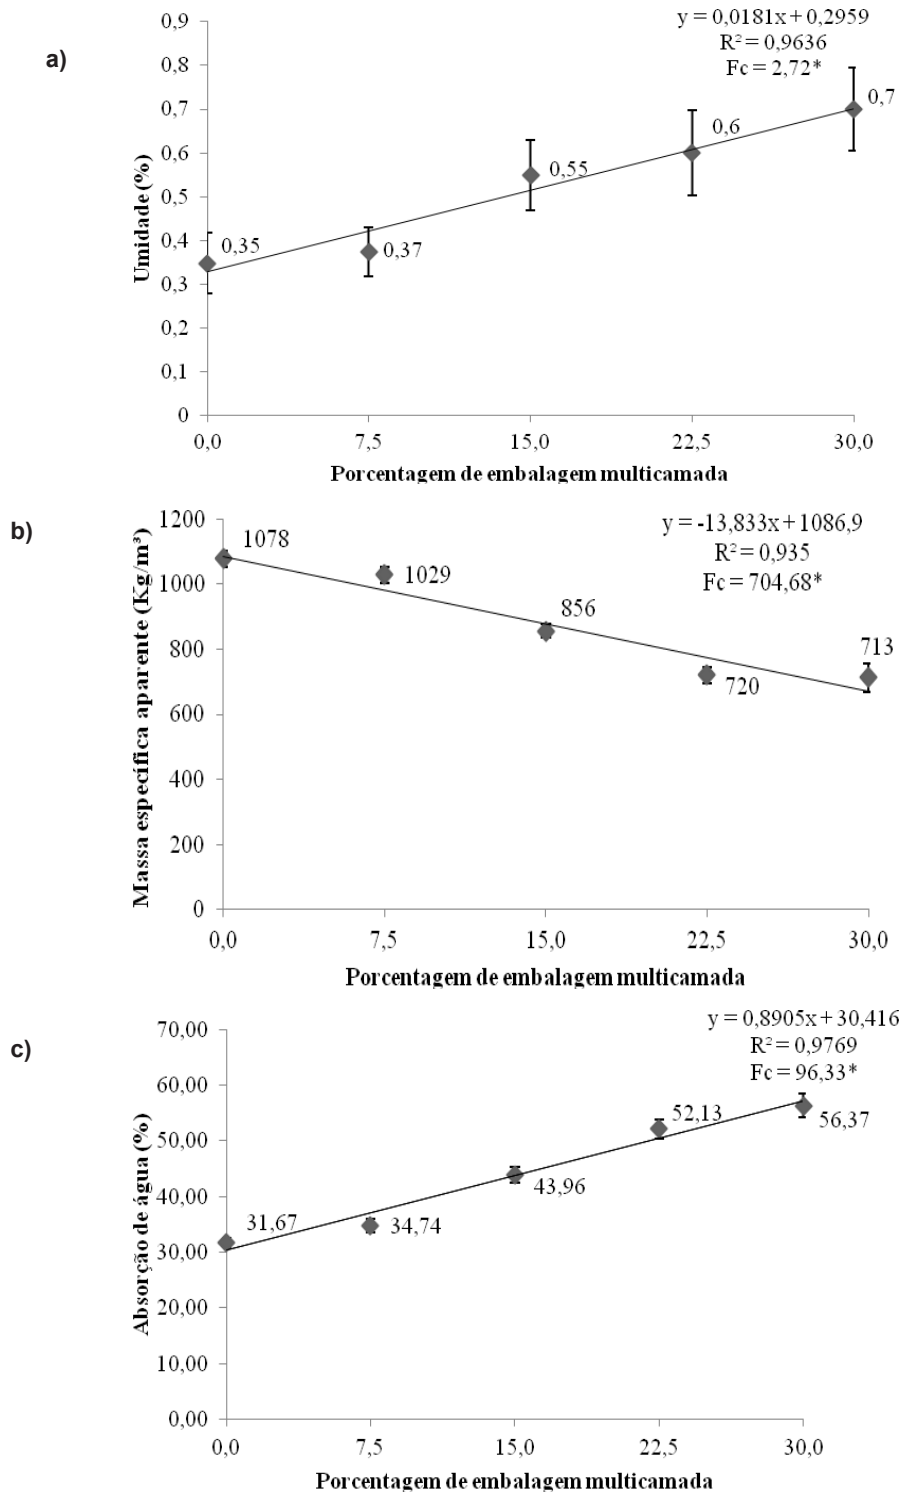 a)
y = 0,0181x + 0,2959
R² = 0,9636
Fc = 2,72*
Umidade (%)
0,9
0,8
0,7
0,6
0,5
0,4
0,3
0,2
0,1
0
0,35
0,37
0,55
0,6
0,7
0,0 7,5 15,0 22,5 30,0
Porcentagem de embalagem multicamada
b)
y = -13,833x + 1086,9
R² = 0,935
Fc = 704,68*
Massa específica aparente (Kg/m³)
1200
1000
800
600
400
200
0
1078
1029
856
720
713
0,0 7,5 15,0 22,5 30,0
Porcentagem de embalagem multicamada
c)
y = 0,8905x + 30,416
R² = 0,9769
Fc = 96,33*
Absorção de água (%)
70,00
60,00
50,00
40,00
30,00
20,00
10,00
0,00
31,67
34,74
43,96
52,13
56,37
0,0 7,5 15,0 22,5 30,0
Porcentagem de embalagem multicamada